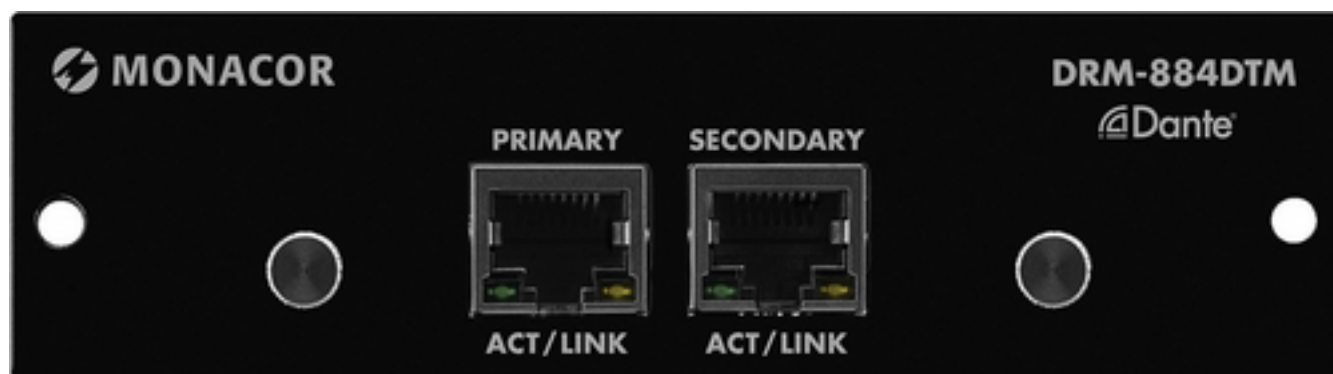 MONACOR
DRM-884DTM
Dante
PRIMARY SECONDARY
ACT/LINK ACT/LINK